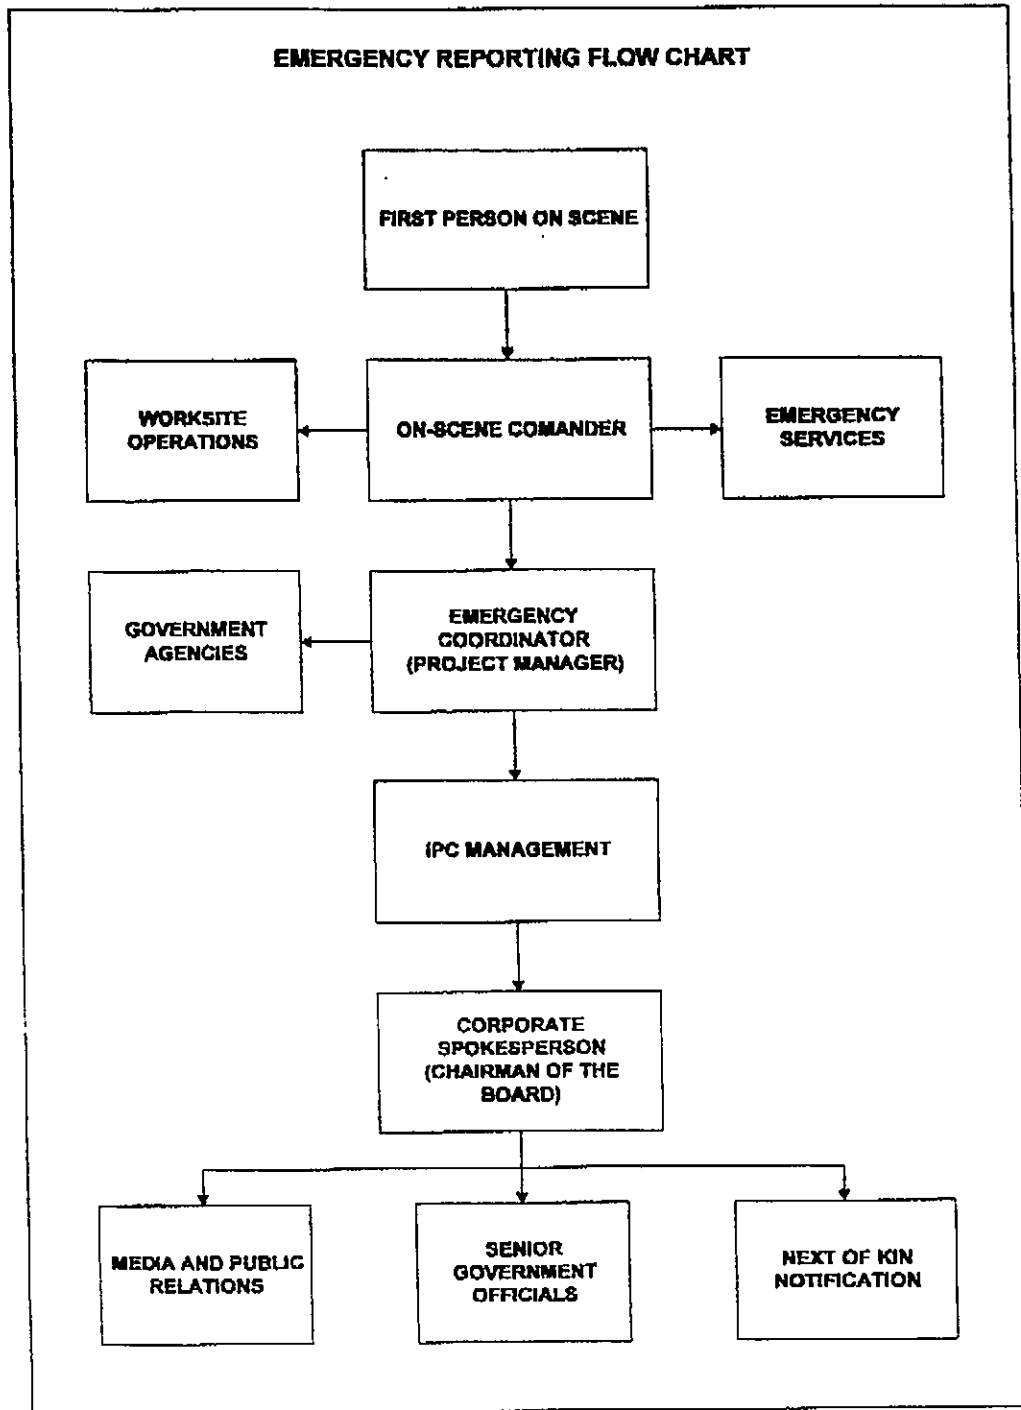 EMERGENCY REPORTING FLOW CHART
FIRST PERSON ON SCENE
WORKSITE
OPERATIONS
ON-SCENE COMANDER
EMERGENCY
SERVICES
GOVERNMENT
AGENCIES
EMERGENCY
COORDINATOR
(PROJECT MANAGER)
IPC MANAGEMENT
CORPORATE
SPOKESPERSON
(CHAIRMAN OF THE
BOARD)
MEDIA AND PUBLIC
RELATIONS
SENIOR
GOVERNMENT
OFFICIALS
NEXT OF KIN
NOTIFICATION